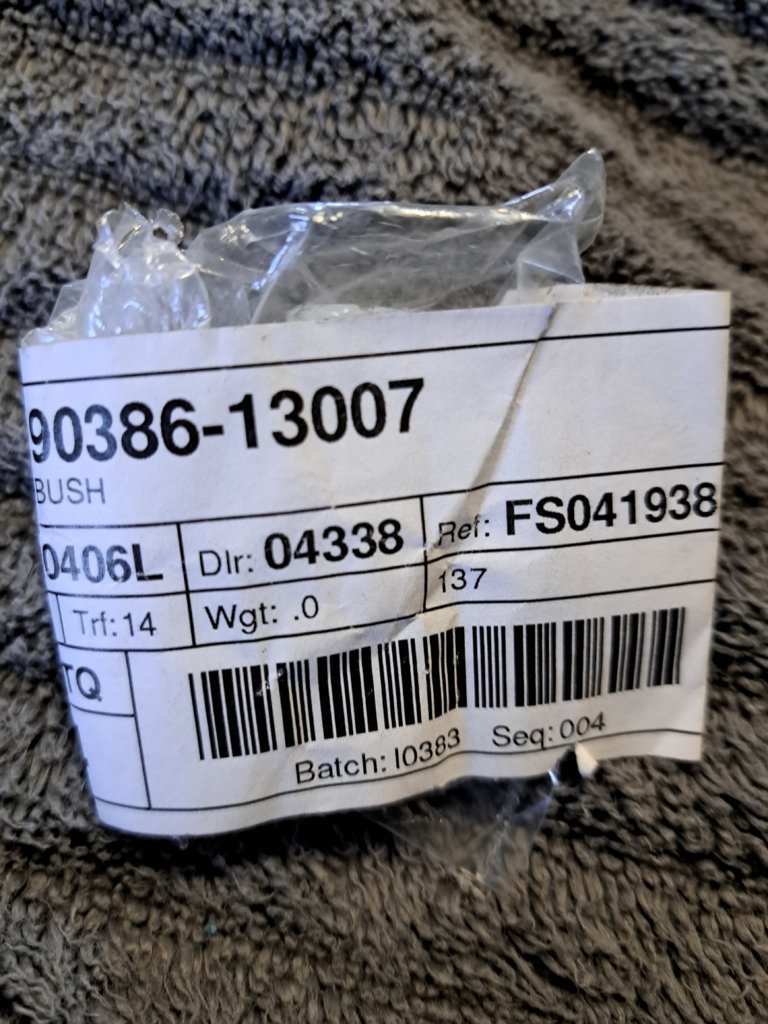 90386-13007
BUSH
0406L Dlr: 04338 Ref: FS041938
Trf: 14 Wgt: .0 137
TQ
Batch: I0383 Seq: 004